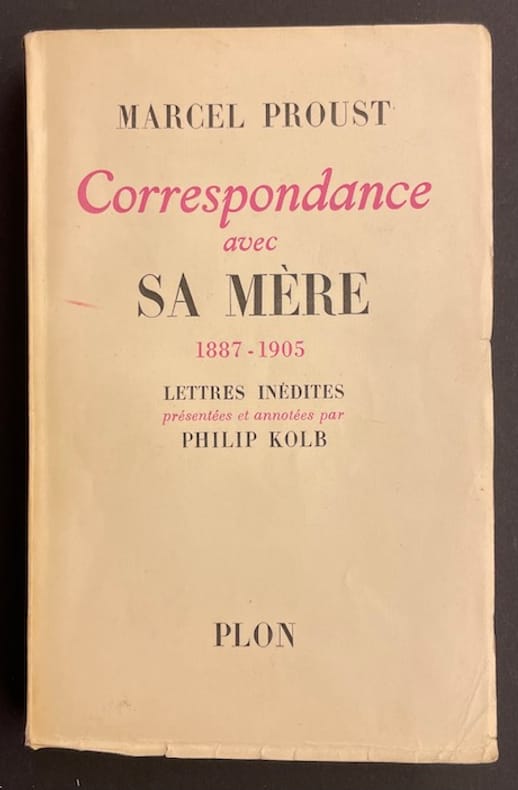 MARCEL PROUST
Correspondance
avec
SA MÈRE
1887-1905
LETTRES INÉDITES
présentées et annotées par
PHILIP KOLB
PLON